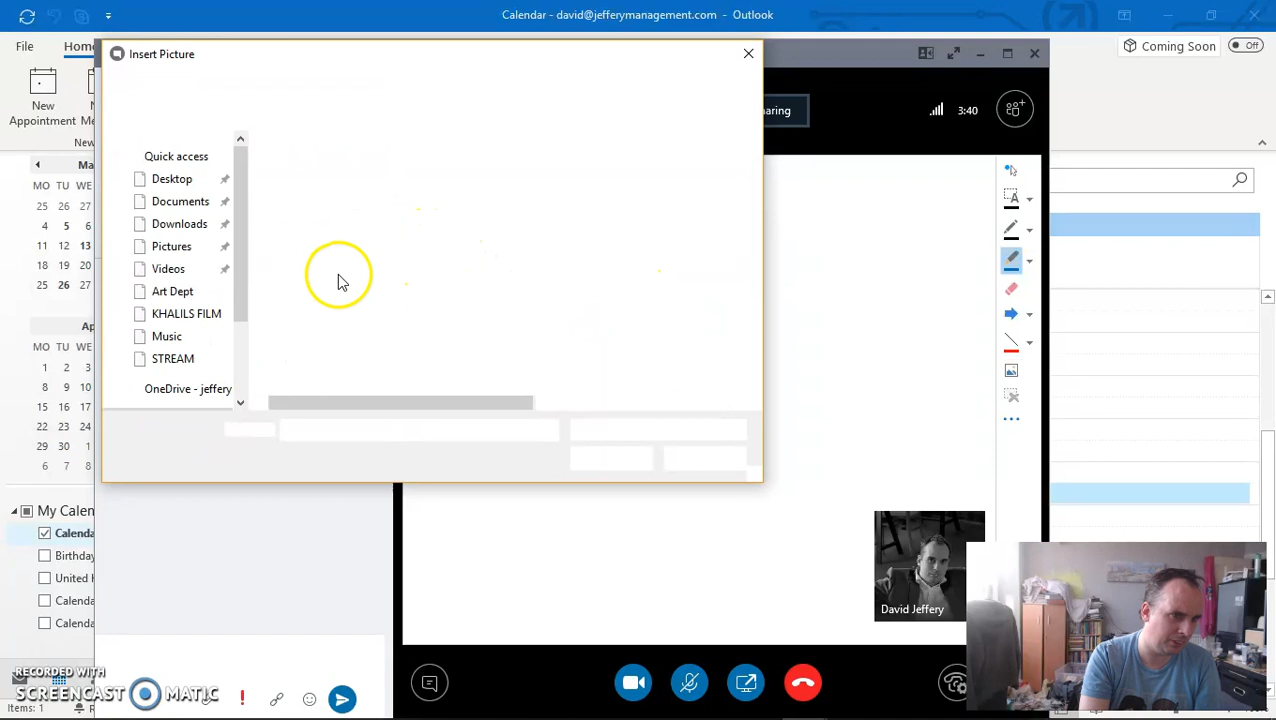 Calendar - david@jefferymanagement.com - Outlook
File
Home
Coming Soon
Off
New
Appointment
New
Insert Picture
Quick access
Desktop
Documents
Downloads
Pictures
Videos
Art Dept
KHALILS FILM
Music
STREAM
OneDrive - jeffery
haring
3:40
MO TU WE
25 26 27
4 5 6
11 12 13
18 19 20
25 26 27
1 2 3
8 9 10
15 16 17
22 23 24
29 30 1
6 7 8
My Calen
Calenda
Birthday
United
Calenda
Calenda
David Jeffery
RECORDED WITH
SCREENCAST MATIC
Items: 1